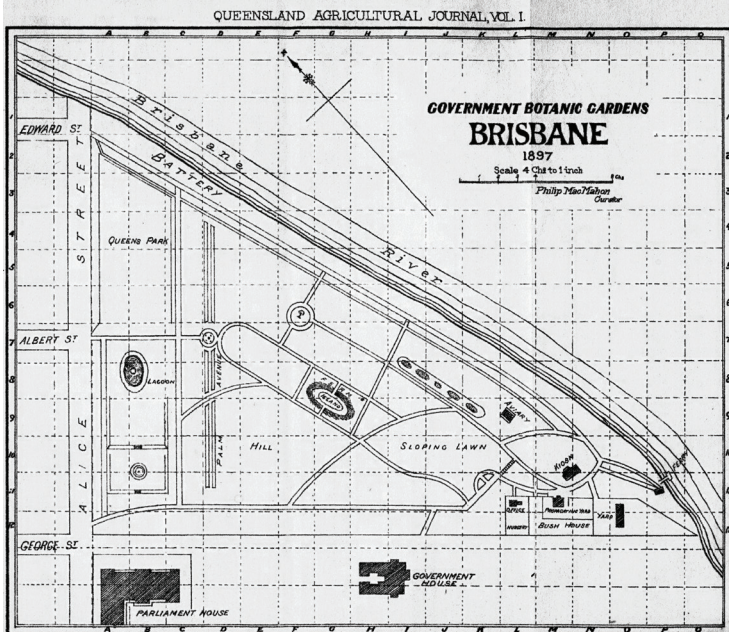 QUEENSLAND AGRICULTURAL JOURNAL, VOL. I.
A B C D E F G H I J K L M N O P Q
GOVERNMENT BOTANIC GARDENS
BRISBANE
1897
Scale 4 Chs to 1 inch
Philip MacMahon
Curator
EDWARD ST
Brisbane
BATTERY
River
STREET
QUEENS PARK
ALBERT ST
LAGOON
AVENUE
PALM
HILL
SLOPING LAWN
AVIARY
KIOSK
FERRY
ALICE
OFFICE
NURSERY
PROPAGATING YARD
BUSH HOUSE
YARD
GEORGE ST
GOVERNMENT
HOUSE
PARLIAMENT HOUSE
A B C D E F G H I J K L M N O P Q